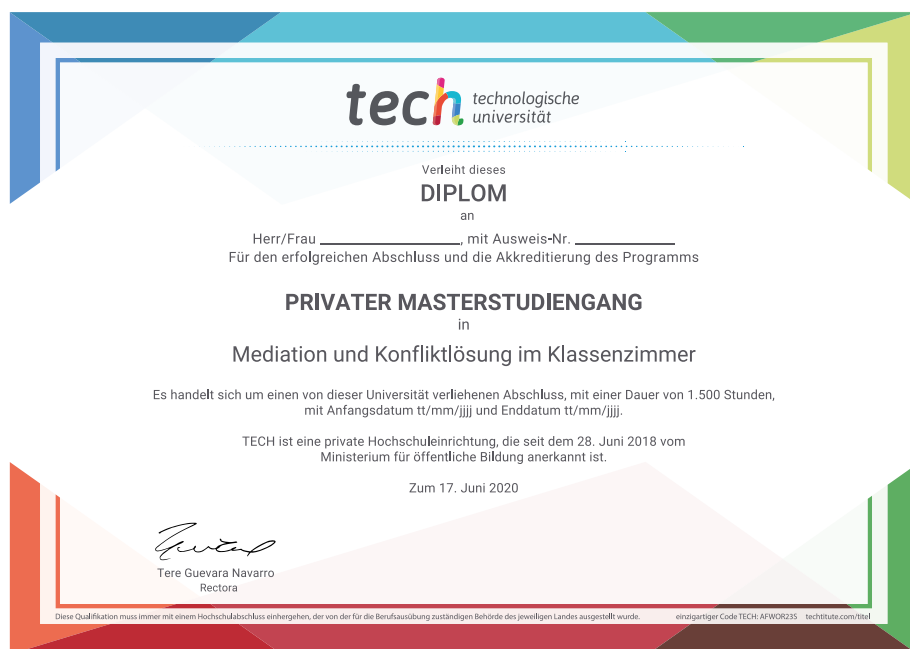 tech technologische
universität
Verleiht dieses
DIPLOM
an
Herr/Frau ____________________, mit Ausweis-Nr. __________________
Für den erfolgreichen Abschluss und die Akkreditierung des Programms
PRIVATER MASTERSTUDIENGANG
in
Mediation und Konfliktlösung im Klassenzimmer
Es handelt sich um einen von dieser Universität verliehenen Abschluss, mit einer Dauer von 1.500 Stunden,
mit Anfangsdatum tt/mm/jjjj und Enddatum tt/mm/jjjj.
TECH ist eine private Hochschuleinrichtung, die seit dem 28. Juni 2018 vom
Ministerium für öffentliche Bildung anerkannt ist.
Zum 17. Juni 2020
Tere Guevara Navarro
Rectora
Diese Qualifikation muss immer mit einem Hochschulabschluss einhergehen, der von der für die Berufsausübung zuständigen Behörde des jeweiligen Landes ausgestellt wurde. einzigartiger Code TECH: AFWOR23S techtitute.com/titel